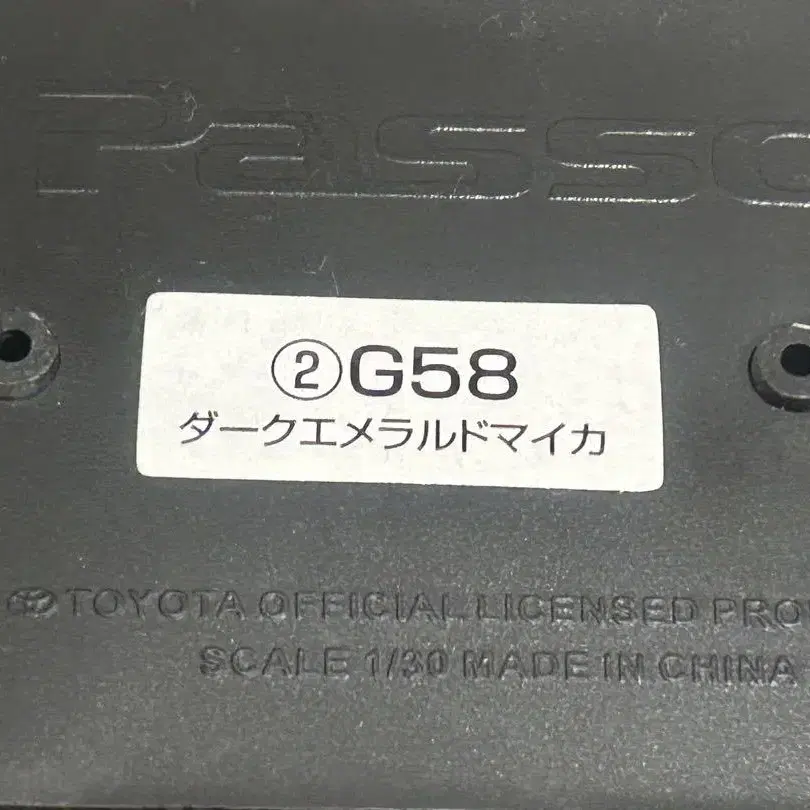 Passo
②G58
ダークエメラルドマイカ
TOYOTA OFFICIAL LICENSED PRO
SCALE 1/30 MADE IN CHINA